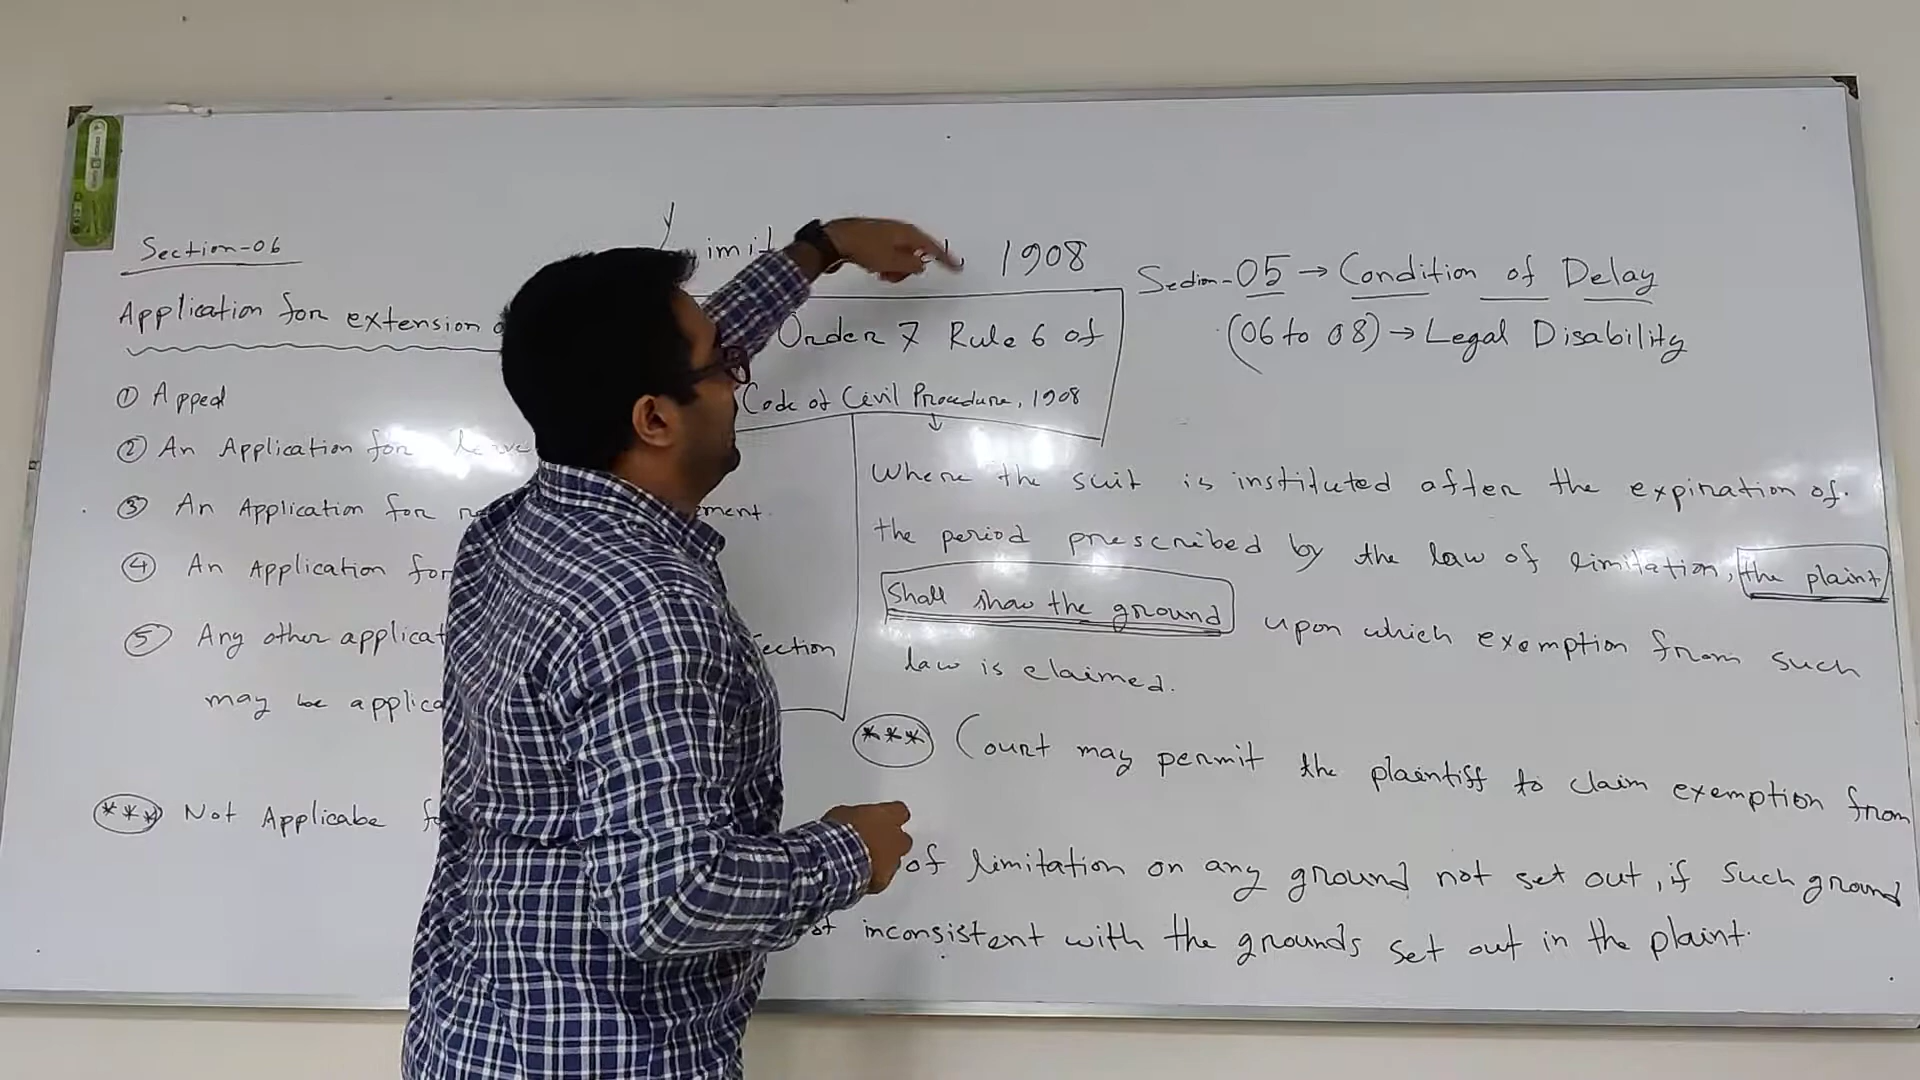 Section-06
Application for extension
① Appeal
② An Application for leave
③ An Application for
ement.
④ An Application for
⑤ Any other applicat
ection
may be applica
*** Not Applicabe
imit
1908
Order 7 Rule 6 of
Code of Civil Procedure, 1908
Section-05 → Condition of Delay
(06 to 08) → Legal Disability
Where the suit is instituted after the expiration of.
the period prescribed by the law of limitation, the plaint
Shall show the ground upon which exemption from such
law is claimed.
*** Court may permit the plaintiff to claim exemption from
of limitation on any ground not set out, if such ground
ot inconsistent with the grounds set out in the plaint.